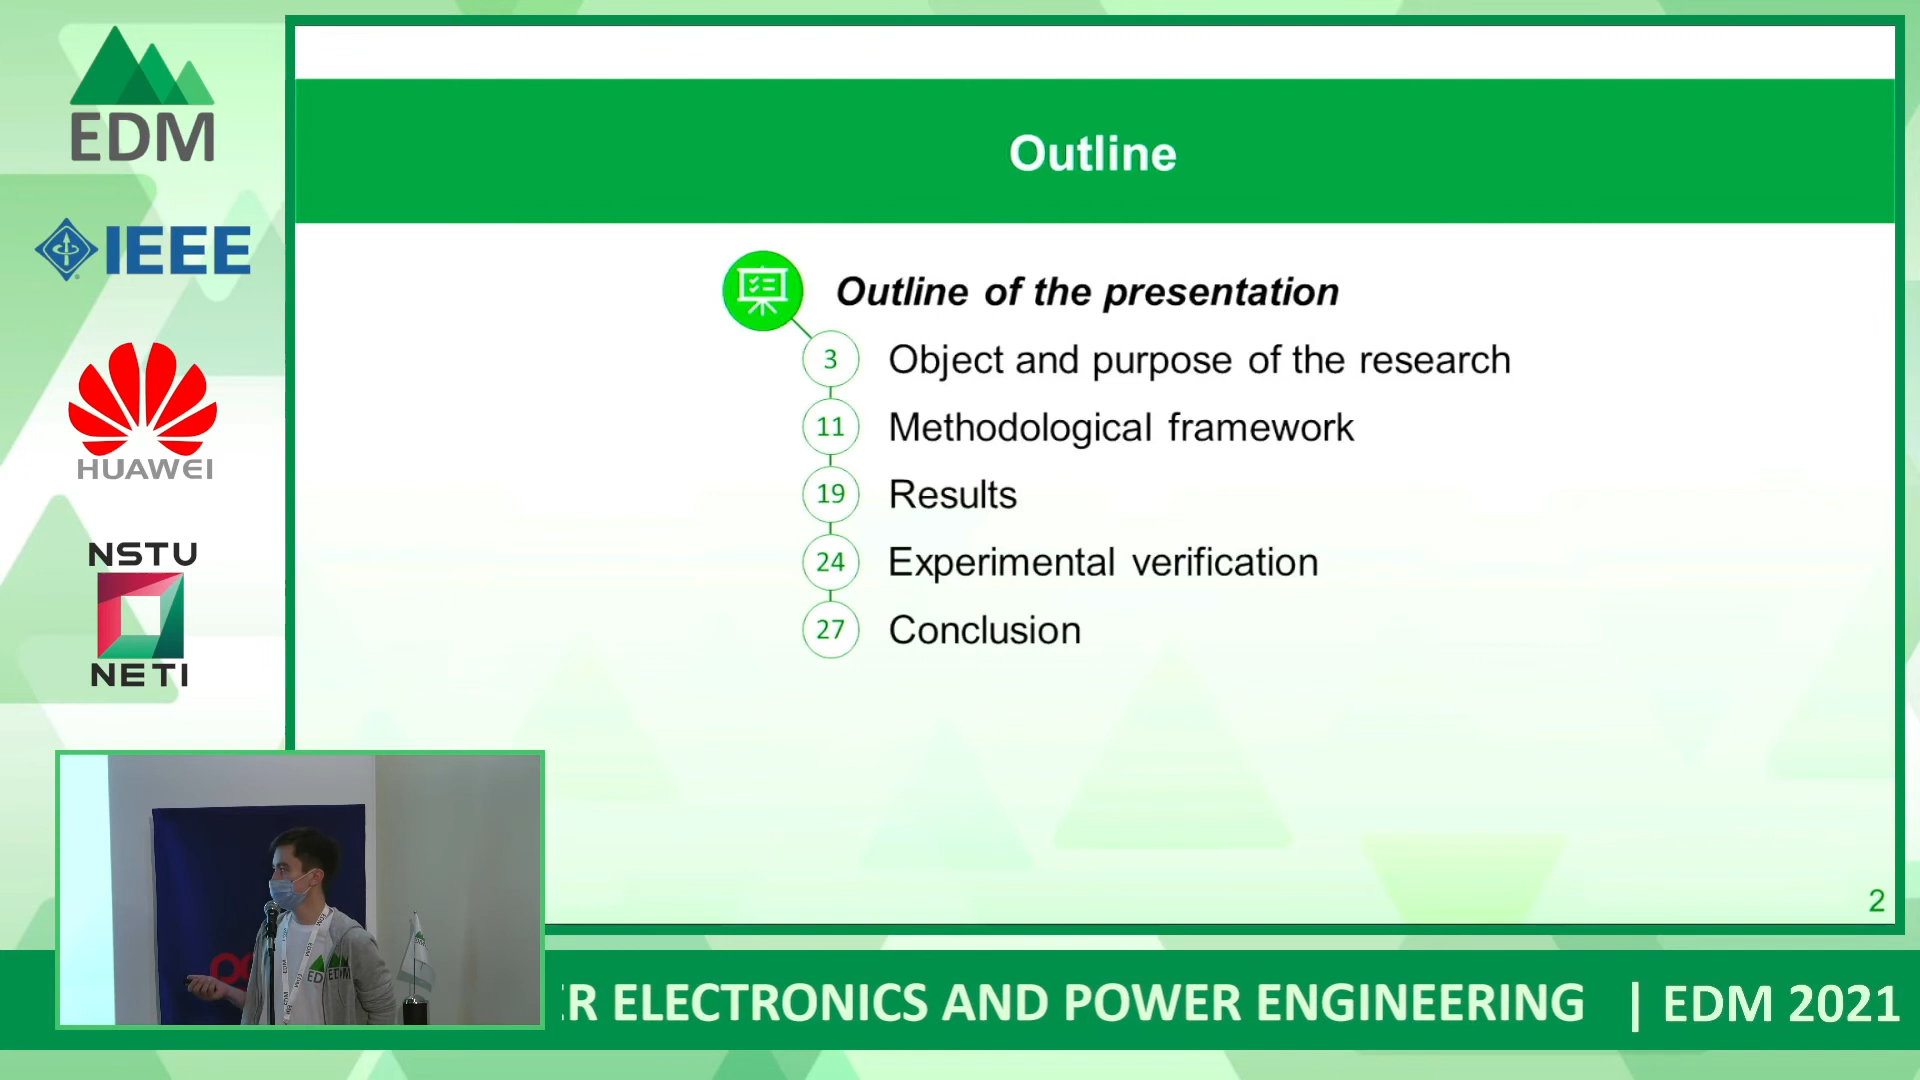 EDM
IEEE
HUAWEI
NSTU
NETI
Outline
Outline of the presentation
3 Object and purpose of the research
11 Methodological framework
19 Results
24 Experimental verification
27 Conclusion
2
ELECTRONICS AND POWER ENGINEERING | EDM 2021